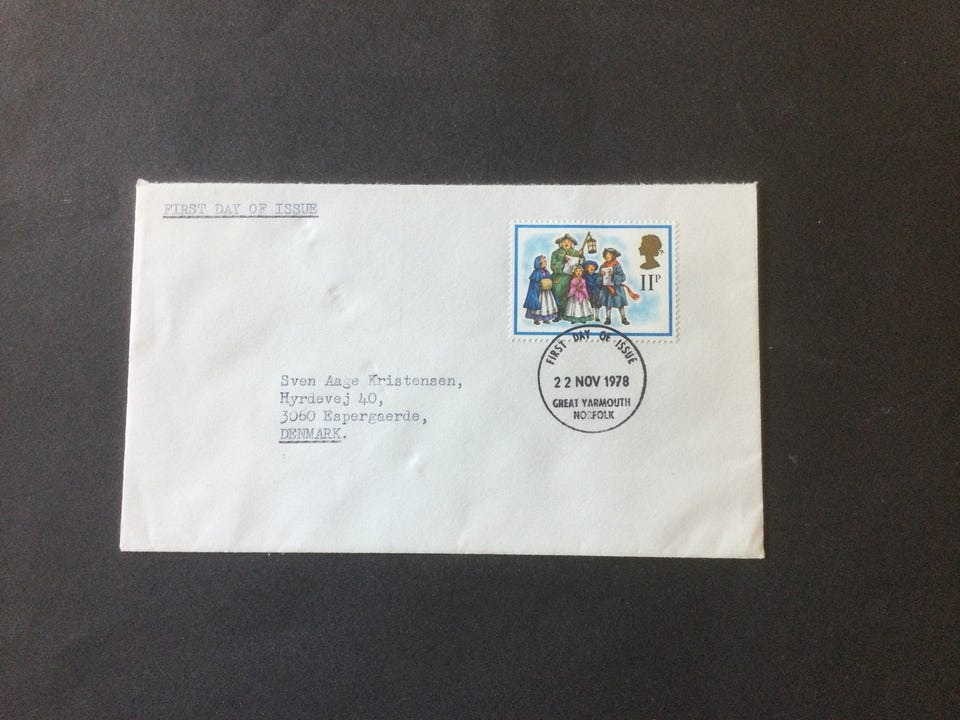 FIRST DAY OF ISSUE
11P
FIRST DAY OF ISSUE
22 NOV 1978
GREAT YARMOUTH
NORFOLK
Sven Aage Kristensen,
Hyrdevej 40,
3060 Espergaerde,
DENMARK.